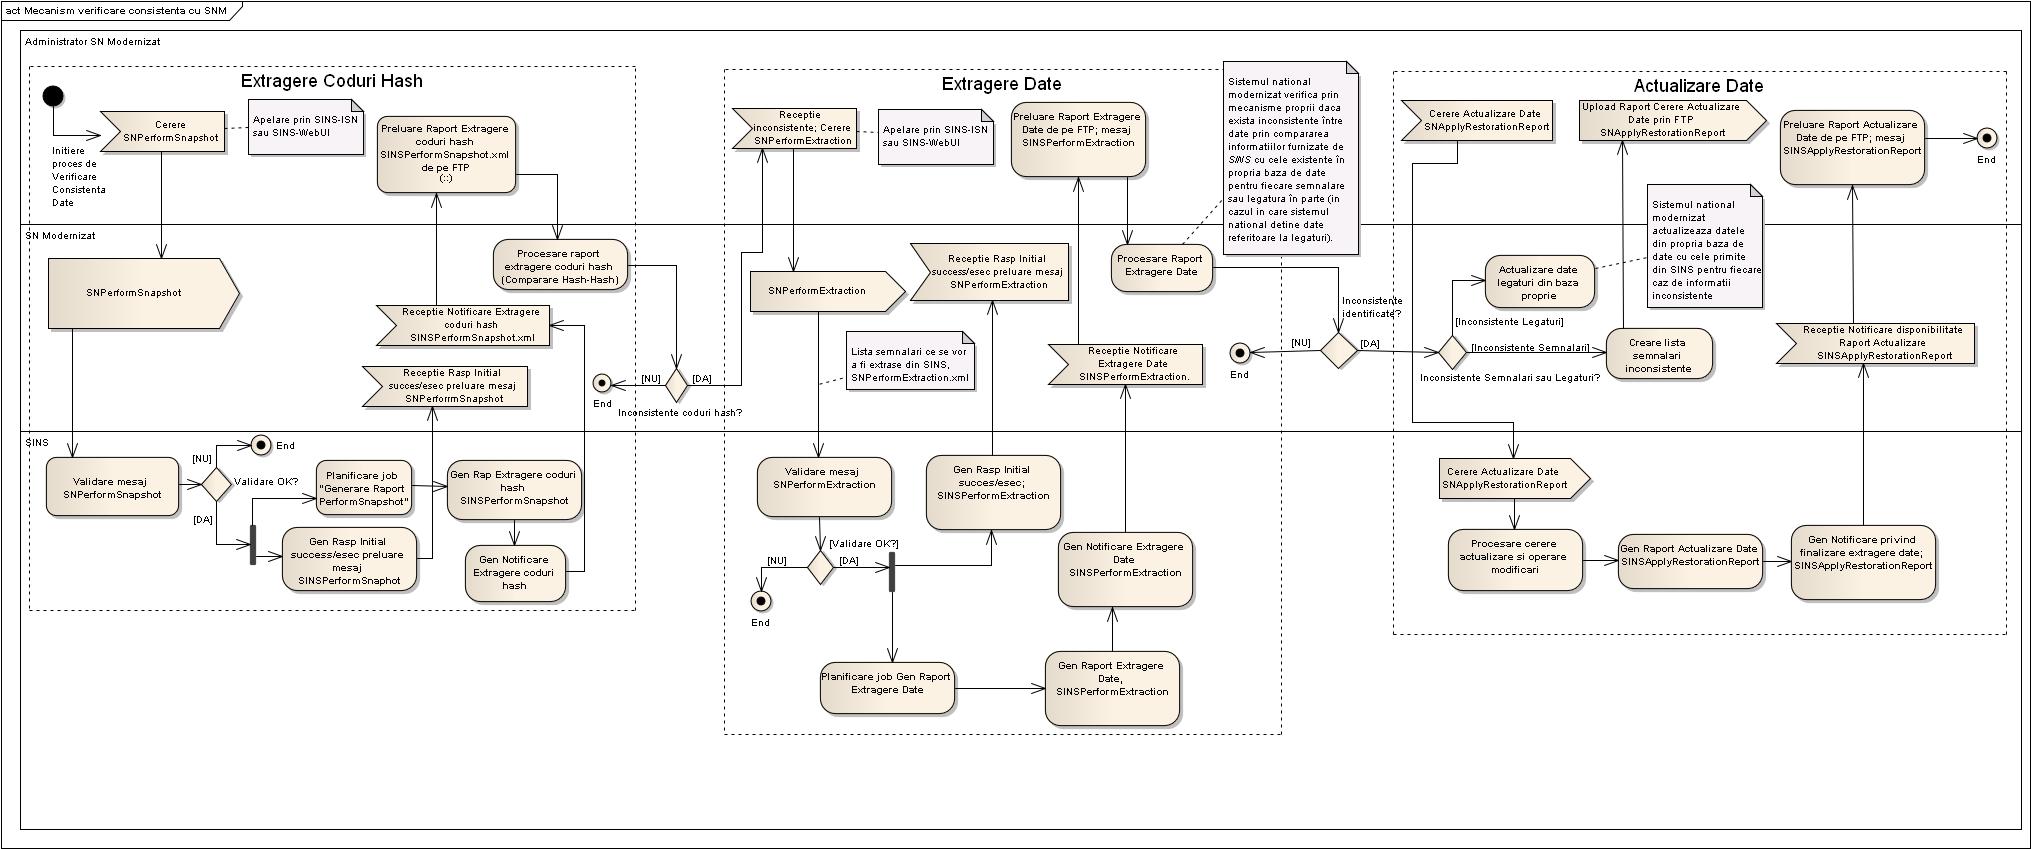 act Mecanism verificare consistenta cu SNM
Administrator SN Modernizat
Extragere Coduri Hash
Initiere
proces de
Verificare
Consistenta
Date
Cerere
SNPerformSnapshot
Apelare prin SINS-ISN
sau SINS-WebUI
Preluare Raport Extragere
coduri hash
SINSPerformSnapshot.xml
de pe FTP
(::)
Extragere Date
Receptie
inconsistente; Cerere
SNPerformExtraction
Apelare prin SINS-ISN
sau SINS-WebUI
Preluare Raport Extragere
Date de pe FTP; mesaj
SINSPerformExtraction
Sistemul national
modernizat verifica prin
mecanisme proprii daca
exista inconsistente între
date prin compararea
informatiilor furnizate de
SINS cu cele existente în
propria baza de date
pentru fiecare semnalare
sau legatura în parte (in
cazul in care sistemul
national detine date
referitoare la legaturi).
Actualizare Date
Cerere Actualizare Date
SNApplyRestorationReport
Upload Raport Cerere Actualizare
Date prin FTP
SNApplyRestorationReport
Preluare Raport Actualizare
Date de pe FTP; mesaj
SINSApplyRestorationReport
End
Sistemul national
modernizat
actualizeaza datele
din propria baza de
date cu cele primite
din SINS pentru fiecare
caz de informatii
inconsistente
SN Modernizat
SNPerformSnapshot
Procesare raport
extragere coduri hash
(Comparare Hash-Hash)
Receptie Notificare Extragere
coduri hash
SINSPerformSnapshot.xml
Receptie Rasp Initial
succes/esec preluare mesaj
SNPerforrmSnapshot
End
[NU]
[DA]
Inconsistente coduri hash?
SNPerformExtraction
Receptie Rasp Initial
success/esec preluare mesaj
SNPerformExtraction
Lista semnalari ce se vor
a fi extrase din SINS,
SNPerformExtraction.xml
Procesare Raport
Extragere Date
Receptie Notificare
Extragere Date
SINSPerformExtraction.
Inconsistente
identificate?
End
[NU]
[DA]
Actualizare date
legaturi din baza
proprie
[Inconsistente Legaturi]
[Inconsistente Semnalari]
Inconsistente Semnalari sau Legaturi?
Creare lista
semnalari
inconsistente
Receptie Notificare disponibilitate
Raport Actualizare
SINSApplyRestorationReport
SINS
Validare mesaj
SNPerformSnapshot
[NU]
End
Validare OK?
[DA]
Planificare job
"Generare Raport
PerformSnapshot"
Gen Rasp Initial
success/esec preluare
mesaj
SINSPerformSnaphot
Gen Rap Extragere coduri
hash
SINSPerformSnapshot
Gen Notificare
Extragere coduri
hash
Validare mesaj
SNPerformExtraction
[Validare OK?]
[NU]
[DA]
End
Gen Rasp Initial
succes/esec;
SINSPerformExtraction
Planificare job Gen Raport
Extragere Date
Gen Raport Extragere
Date,
SINSPerformExtraction
Gen Notificare Extragere
Date
SINSPerformExtraction
Cerere Actualizare Date
SNApplyRestorationReport
Procesare cerere
actualizare si operare
modificari
Gen Raport Actualizare Date
SINSApplyRestorationReport
Gen Notificare privind
finalizare extragere date;
SINSApplyRestorationReport